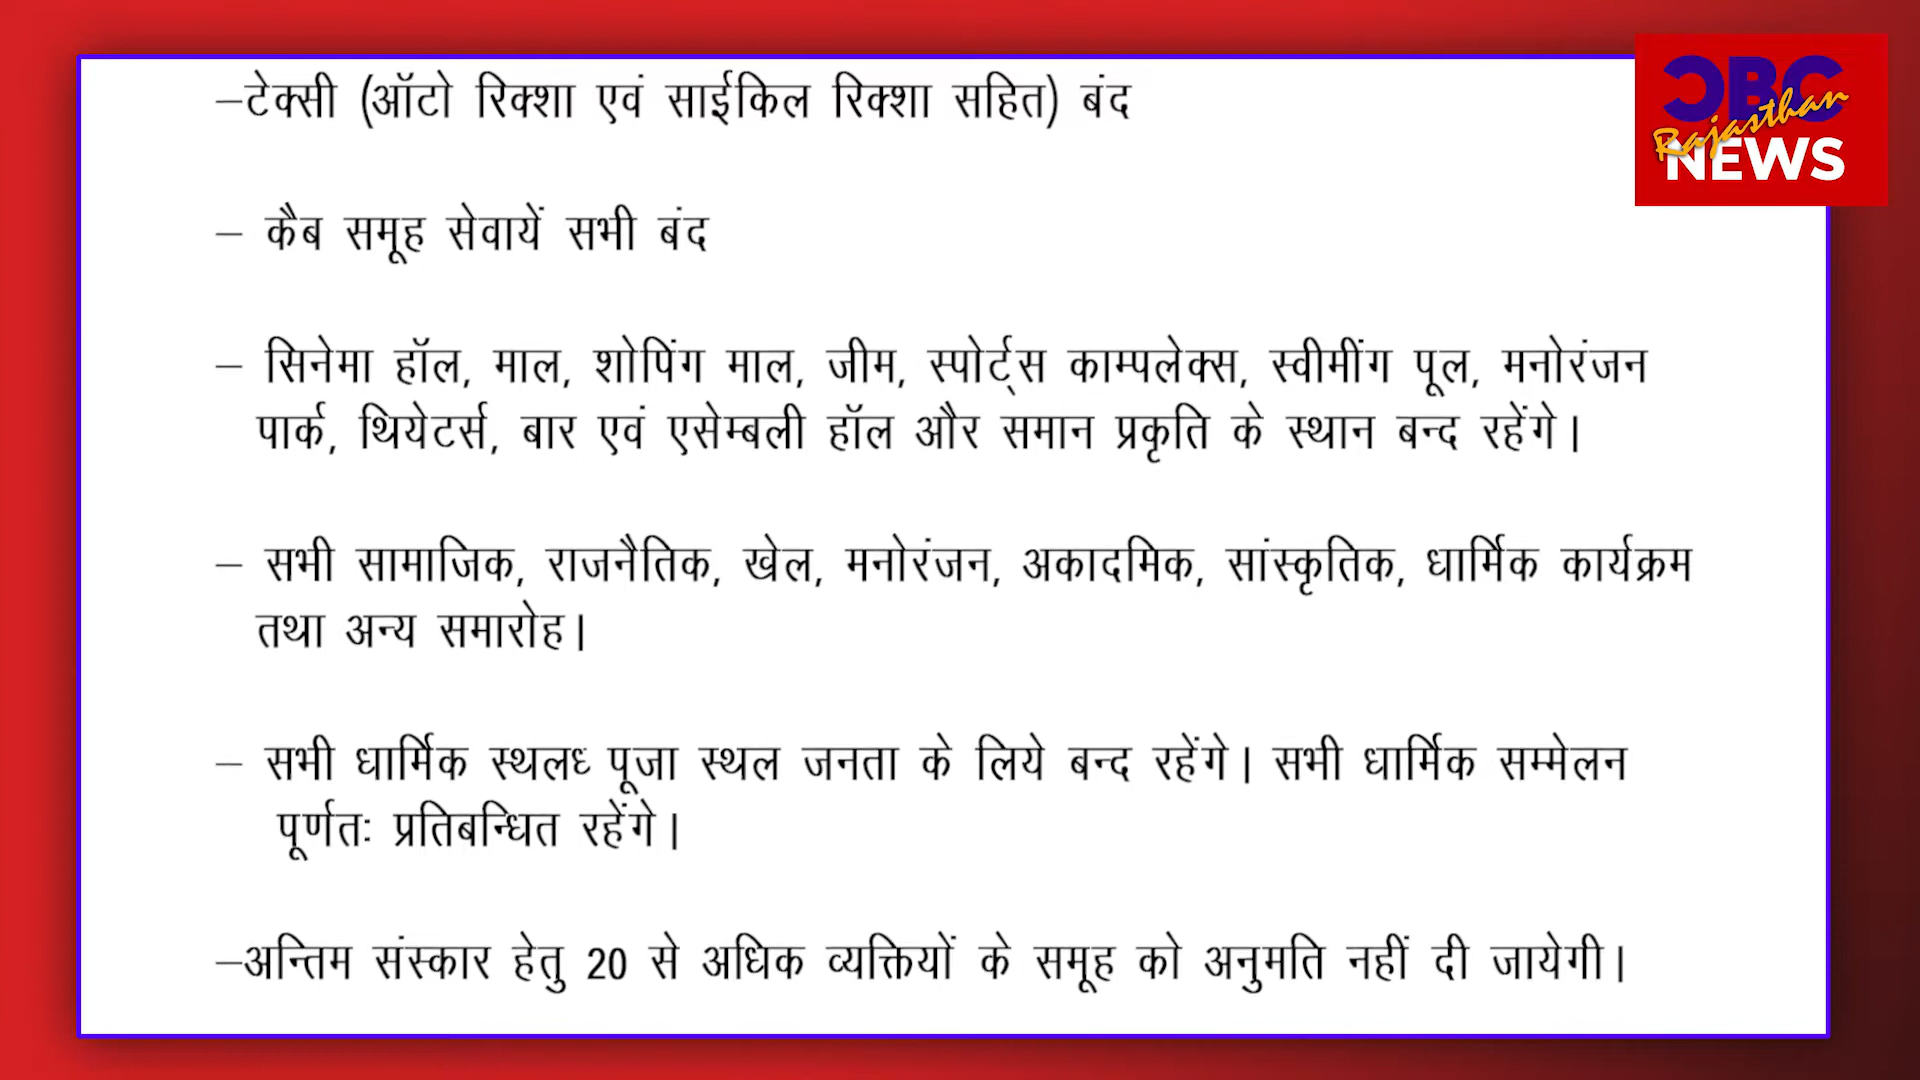 –टेक्सी (ऑटो रिक्शा एवं साईकिल रिक्शा सहित) बंद
– कैब समूह सेवायें सभी बंद
– सिनेमा हॉल, माल, शोपिंग माल, जीम, स्पोर्ट्स काम्पलेक्स, स्वीमींग पूल, मनोरंजन
पार्क, थियेटर्स, बार एवं एसेम्बली हॉल और समान प्रकृति के स्थान बन्द रहेंगे।
– सभी सामाजिक, राजनैतिक, खेल, मनोरंजन, अकादमिक, सांस्कृतिक, धार्मिक कार्यक्रम
तथा अन्य समारोह।
– सभी धार्मिक स्थलध्‍ पूजा स्थल जनता के लिये बन्द रहेंगे। सभी धार्मिक सम्मेलन
पूर्णतः प्रतिबन्धित रहेंगे।
–अन्तिम संस्कार हेतु 20 से अधिक व्यक्तियों के समूह को अनुमति नहीं दी जायेगी।
CBC
Rajasthan
NEWS